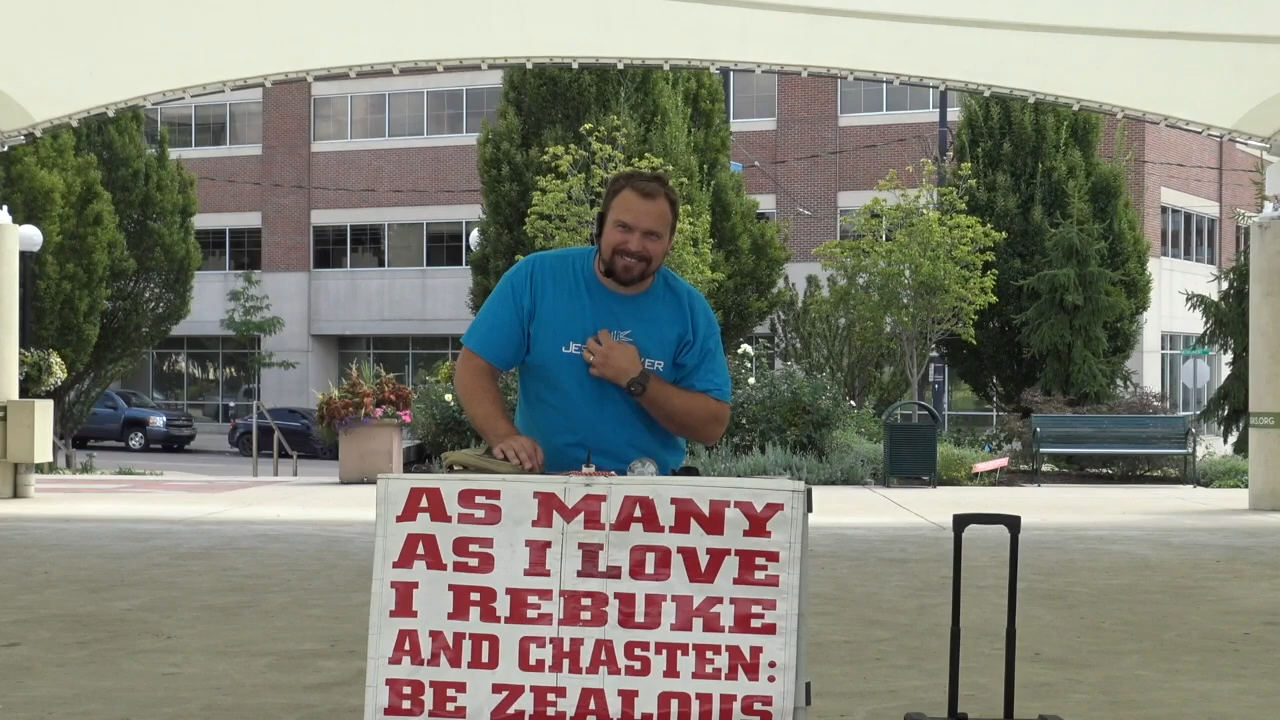 AS MANY
AS I LOVE
I REBUKE
AND CHASTEN:
BE ZEALOUS